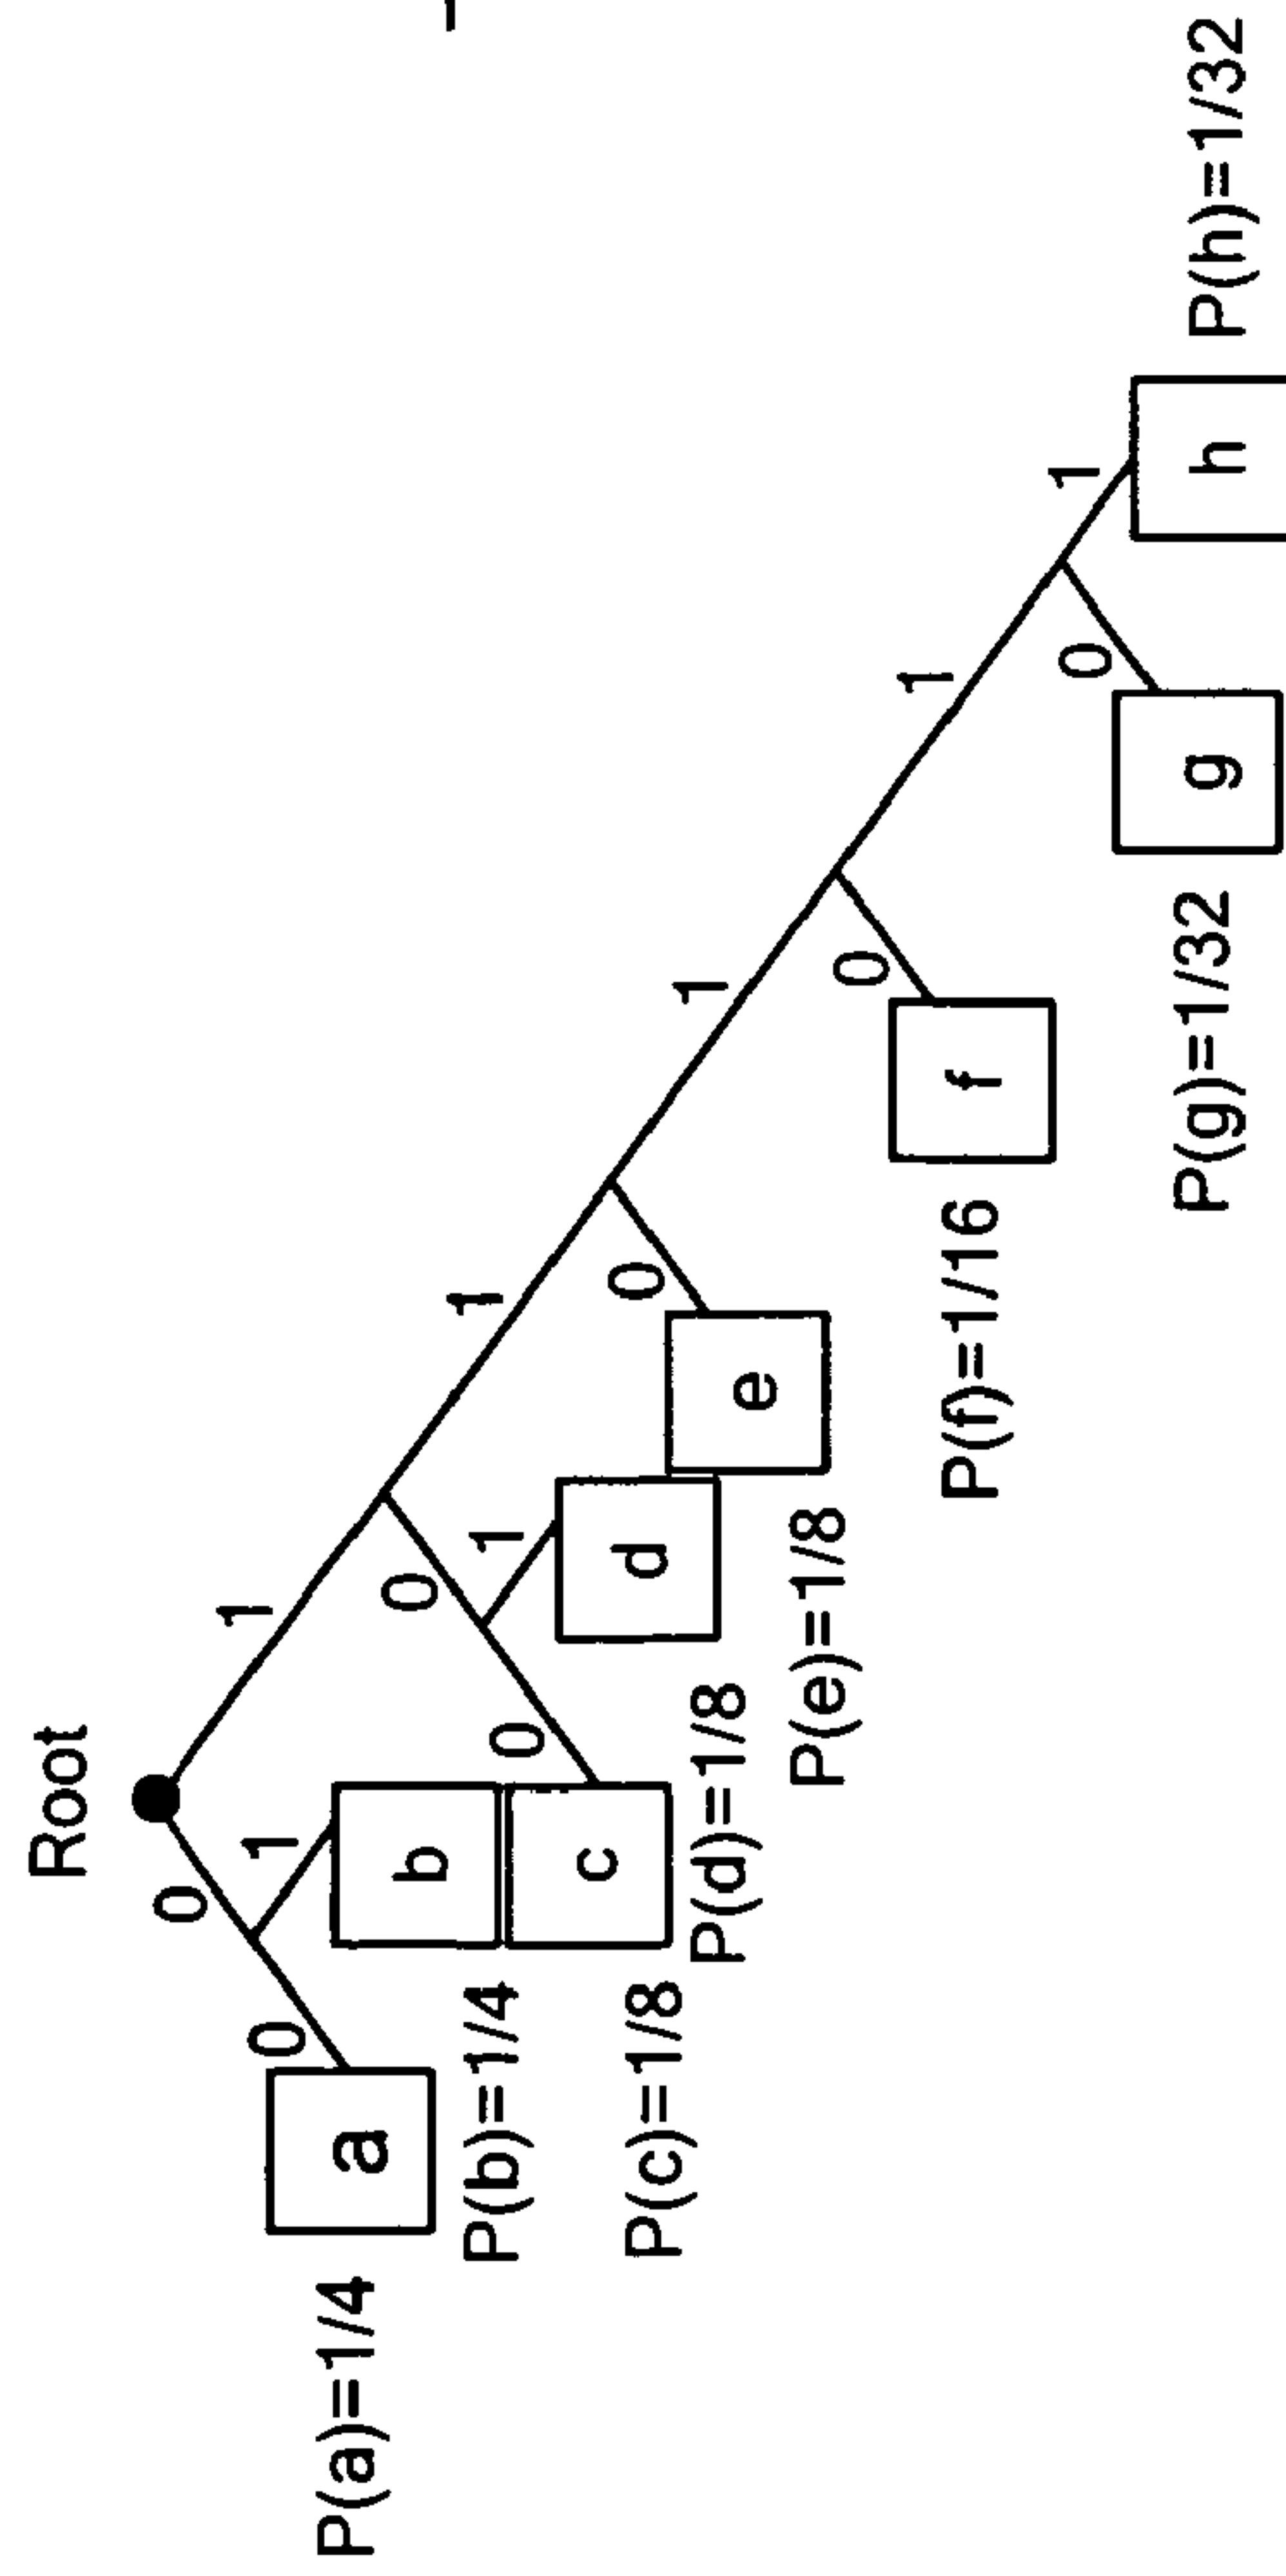 Root
0
1
0
1
0
1
a
b
P(a)=1/4
P(b)=1/4
0
1
c
d
P(c)=1/8
P(d)=1/8
0
1
e
P(e)=1/8
0
1
f
P(f)=1/16
0
1
g
h
P(g)=1/32
P(h)=1/32